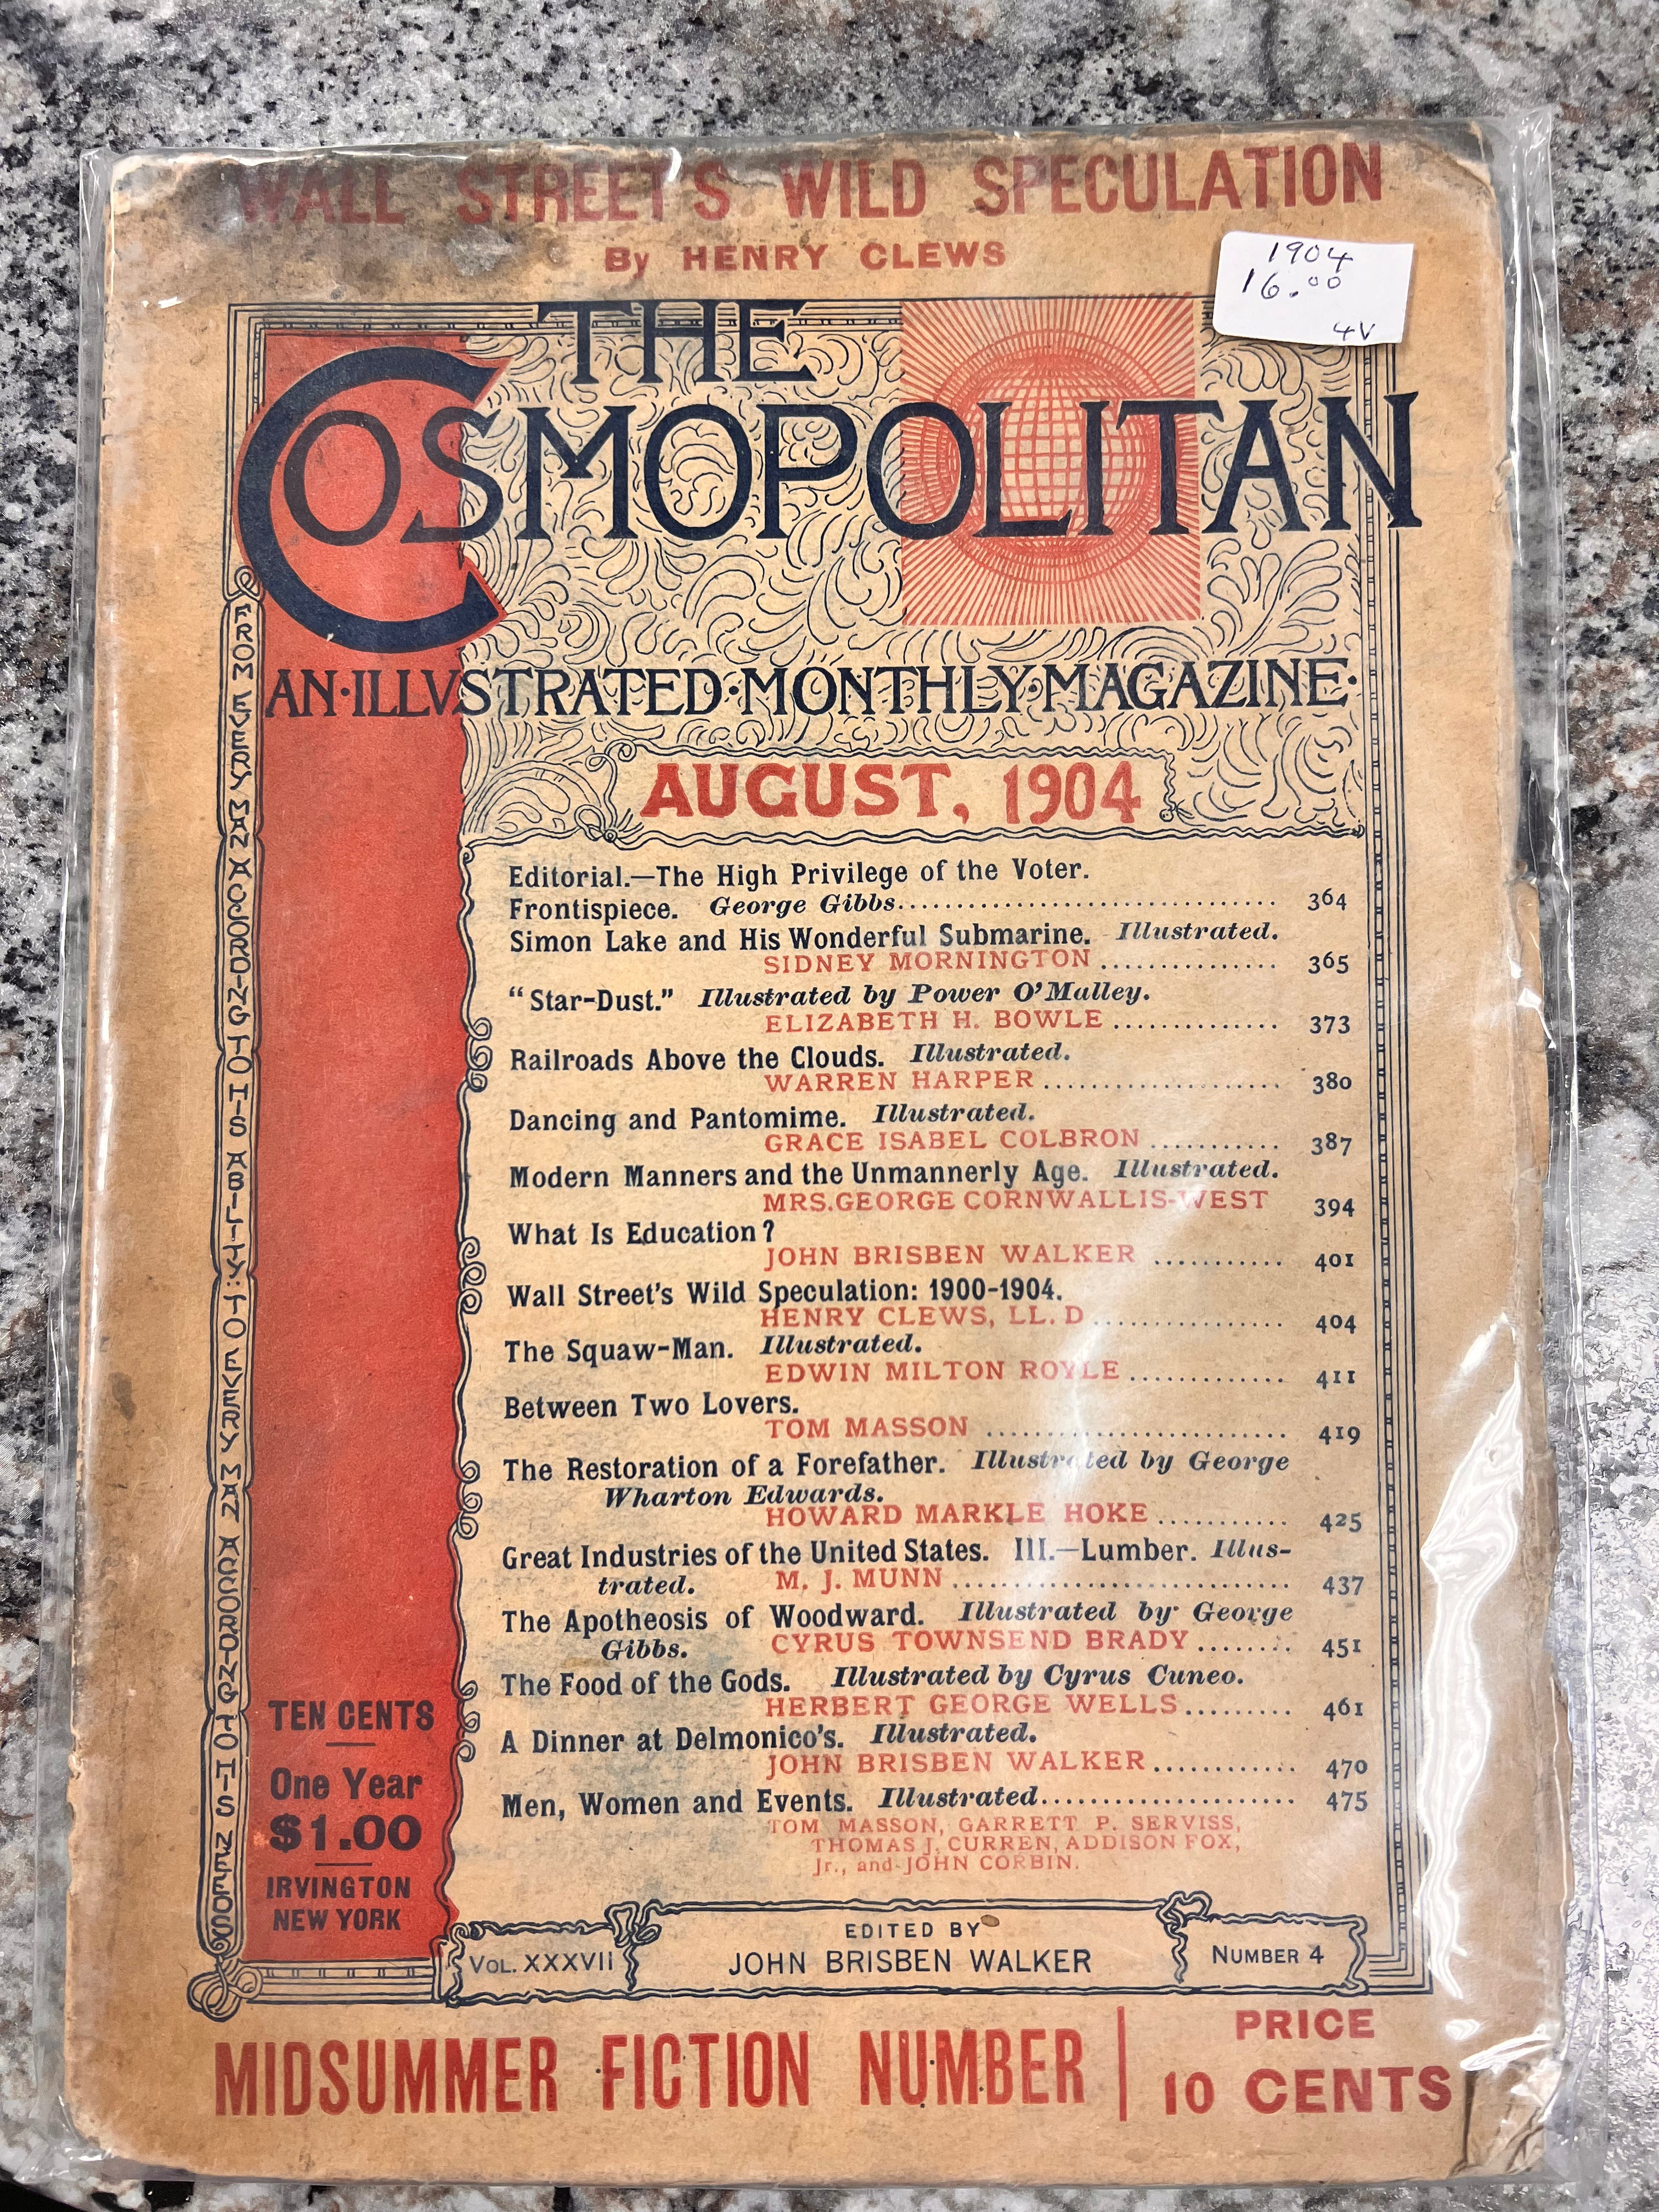 WALL STREET'S WILD SPECULATION
By HENRY CLEWS
1904
16.00
4V
THE
COSMOPOLITAN
AN·ILLVSTRATED·MONTHLY·MAGAZINE·
AUGUST, 1904
FROM EVERY MAN ACCORDING TO HIS ABILITY: TO EVERY MAN ACCORDING TO HIS NEEDS
Editorial.—The High Privilege of the Voter.
Frontispiece. George Gibbs.................................. 364
Simon Lake and His Wonderful Submarine. Illustrated.
SIDNEY MORNINGTON................ 365
"Star-Dust." Illustrated by Power O'Malley.
ELIZABETH H. BOWLE.............. 373
Railroads Above the Clouds. Illustrated.
WARREN HARPER.................... 380
Dancing and Pantomime. Illustrated.
GRACE ISABEL COLBRON........... 387
Modern Manners and the Unmannerly Age. Illustrated.
MRS. GEORGE CORNWALLIS-WEST 394
What Is Education?
JOHN BRISBEN WALKER ........... 401
Wall Street's Wild Speculation: 1900-1904.
HENRY CLEWS, LL. D................ 404
The Squaw-Man. Illustrated.
EDWIN MILTON ROYLE............. 411
Between Two Lovers.
TOM MASSON ......................... 419
The Restoration of a Forefather. Illustrated by George
Wharton Edwards.
HOWARD MARKLE HOKE........... 425
Great Industries of the United States. III.—Lumber. Illus-
trated. M. J. MUNN............................. 437
The Apotheosis of Woodward. Illustrated by George
Gibbs. CYRUS TOWNSEND BRADY........ 451
The Food of the Gods. Illustrated by Cyrus Cuneo.
HERBERT GEORGE WELLS......... 461
A Dinner at Delmonico's. Illustrated.
JOHN BRISBEN WALKER............ 470
Men, Women and Events. Illustrated...................... 475
TOM MASSON, GARRETT P. SERVISS,
THOMAS J. CURREN, ADDISON FOX,
Jr., and JOHN CORBIN.
TEN CENTS
One Year
$1.00
IRVINGTON
NEW YORK
VOL. XXXVII
EDITED BY
JOHN BRISBEN WALKER
NUMBER 4
MIDSUMMER FICTION NUMBER
PRICE
10 CENTS